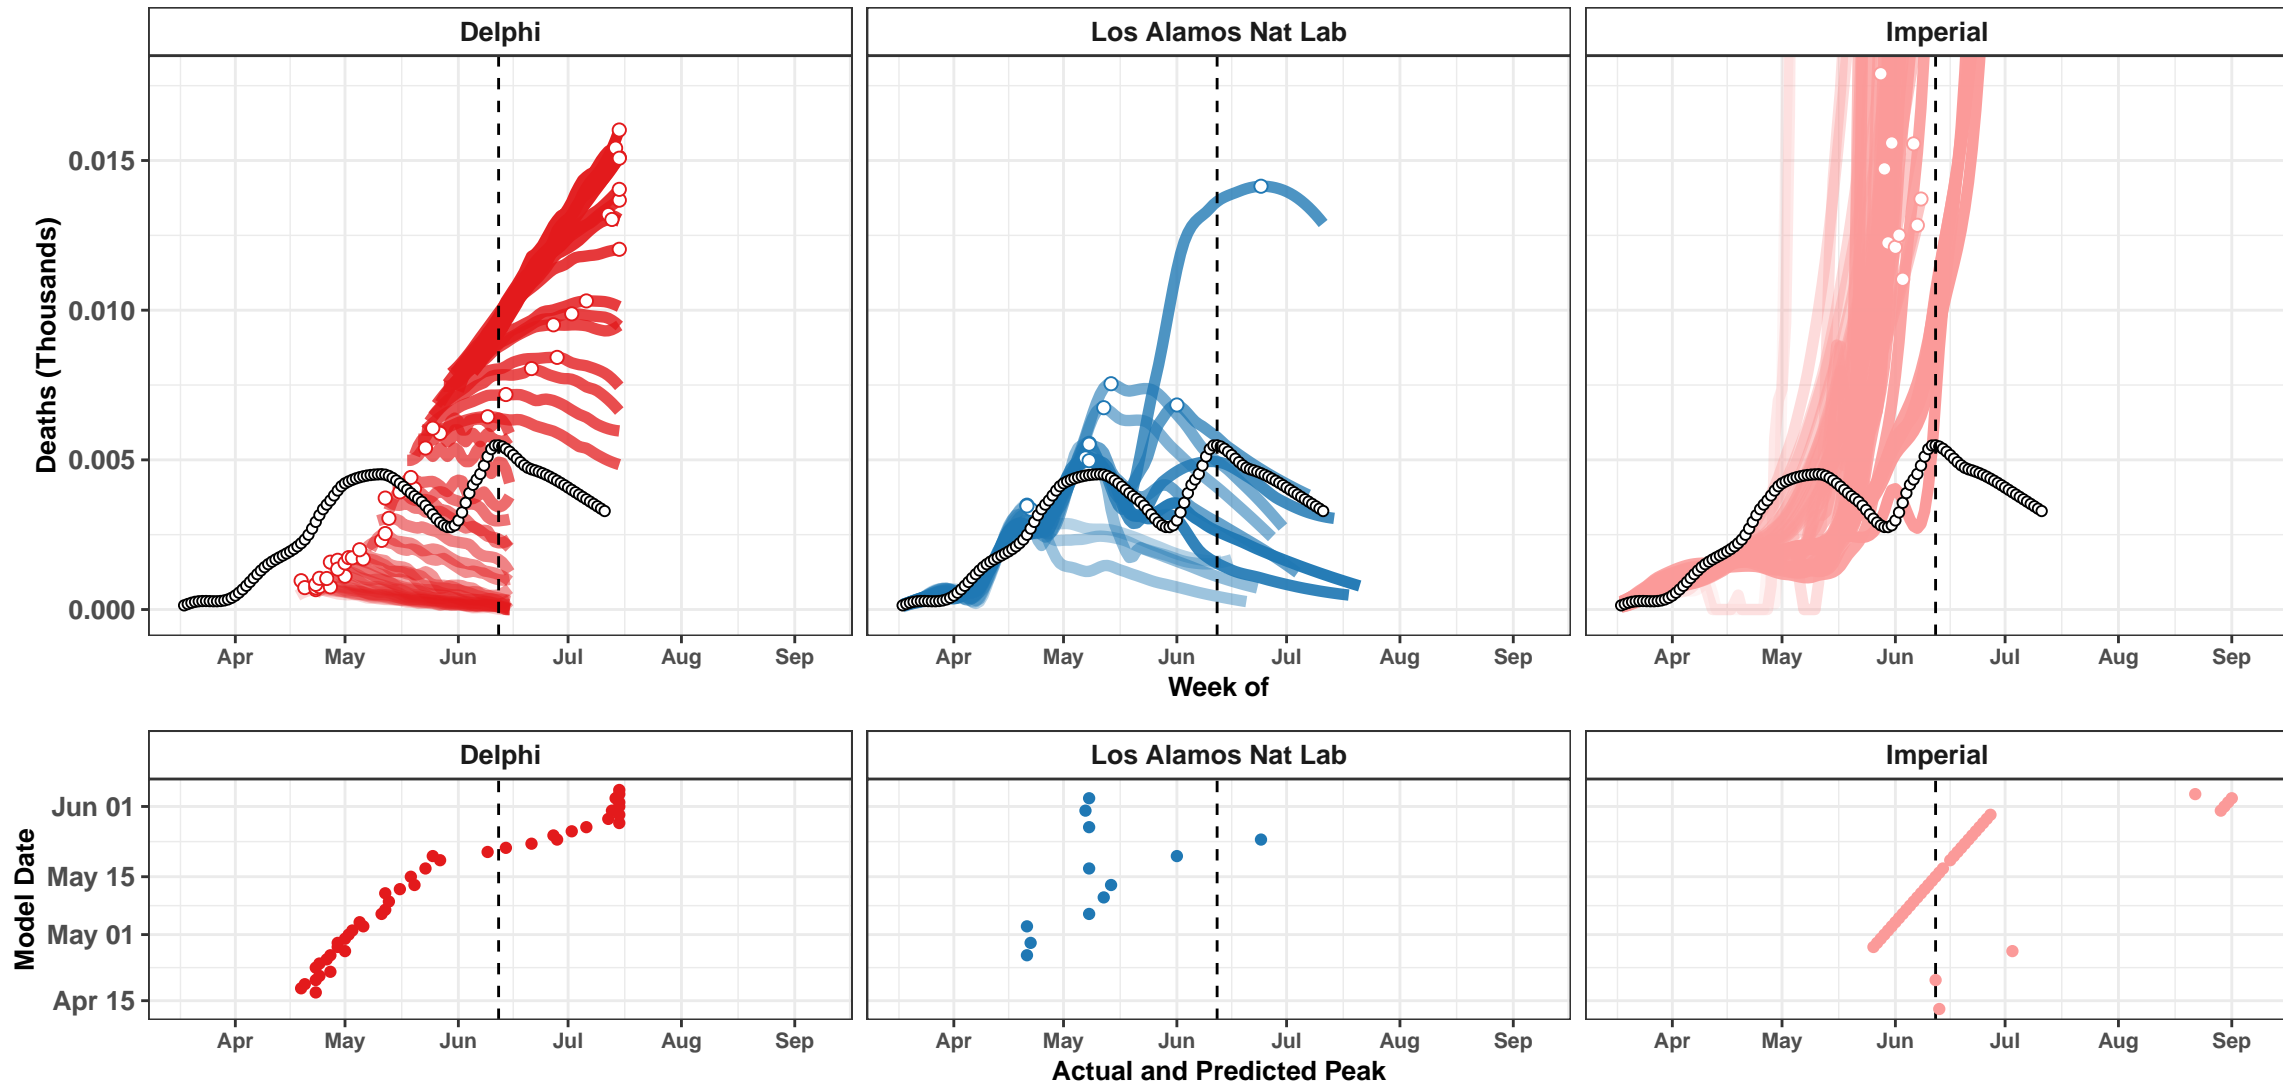 Delphi Los Alamos Nat Lab Imperial
Deaths (Thousands)
0.015
0.010
0.005
0.000
Apr May Jun Jul Aug Sep Apr May Jun Jul Aug Sep Apr May Jun Jul Aug Sep
Week of
Delphi Los Alamos Nat Lab Imperial
Model Date
Jun 01
May 15
May 01
Apr 15
Apr May Jun Jul Aug Sep Apr May Jun Jul Aug Sep Apr May Jun Jul Aug Sep
Actual and Predicted Peak